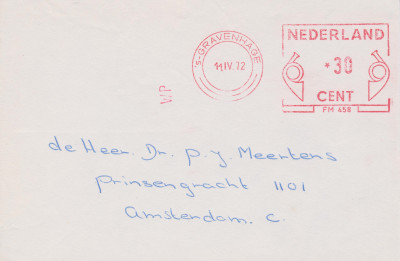 's-GRAVENHAGE
11.IV.72
V.P
NEDERLAND
* 30
CENT
FM 458
de Heer. Dr. P. J. Meertens
Prinsengracht 1101
Amsterdam. C.